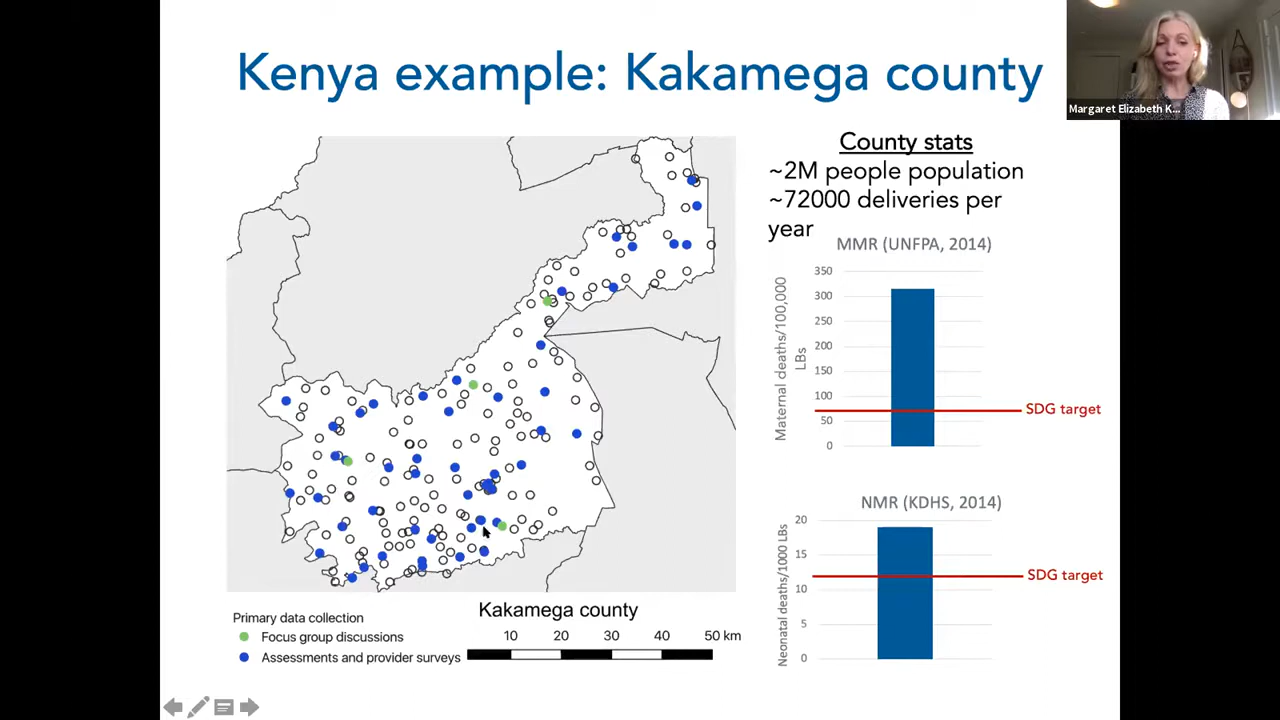 Kenya example: Kakamega county
Margaret Elizabeth K...
County stats
~2M people population
~72000 deliveries per
year
MMR (UNFPA, 2014)
Maternal deaths/100,000
LBs
350
300
250
200
150
100
50
0
SDG target
NMR (KDHS, 2014)
Neonatal deaths/1000 LBs
20
15
10
5
0
SDG target
Kakamega county
Primary data collection
Focus group discussions
Assessments and provider surveys
10 20 30 40 50 km